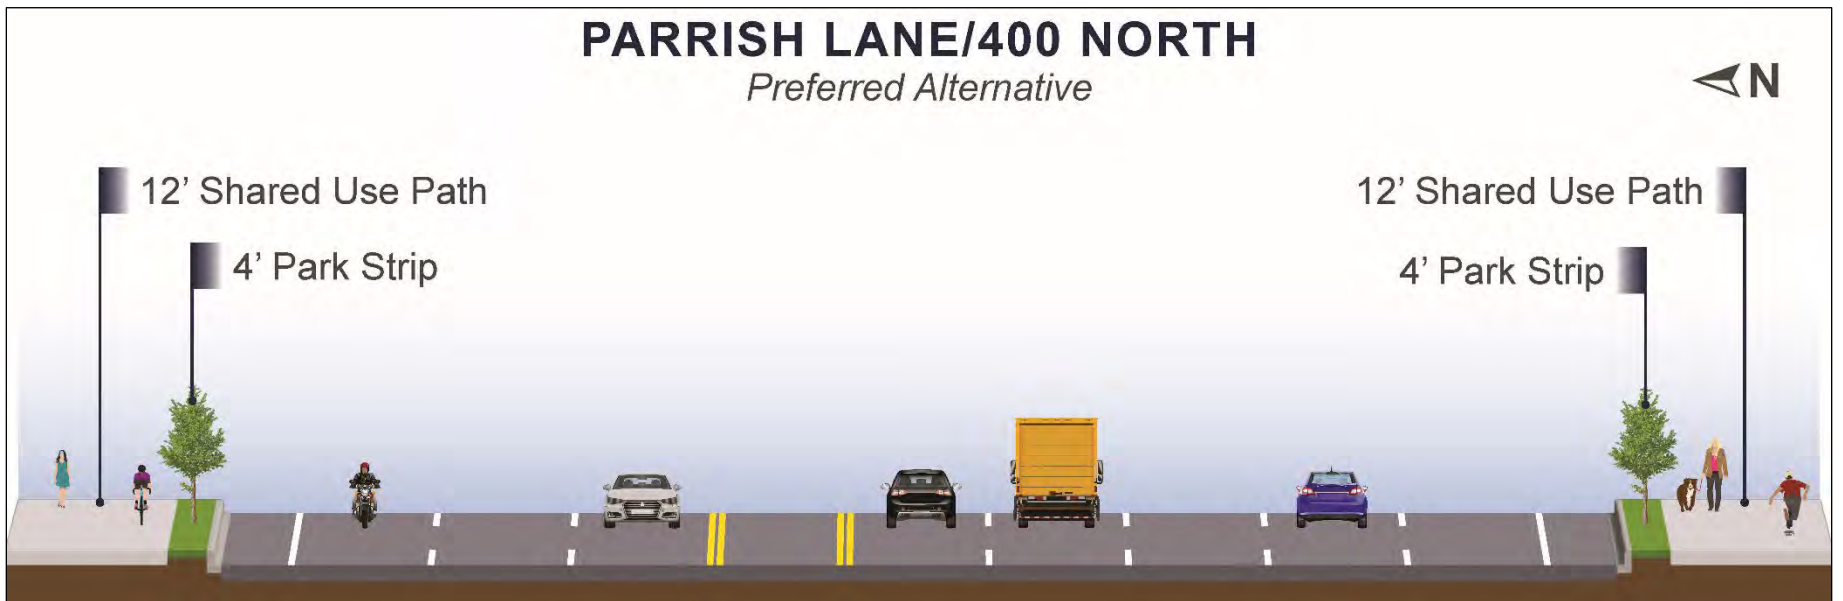 PARRISH LANE/400 NORTH
Preferred Alternative
N
12’ Shared Use Path
12’ Shared Use Path
4’ Park Strip
4’ Park Strip